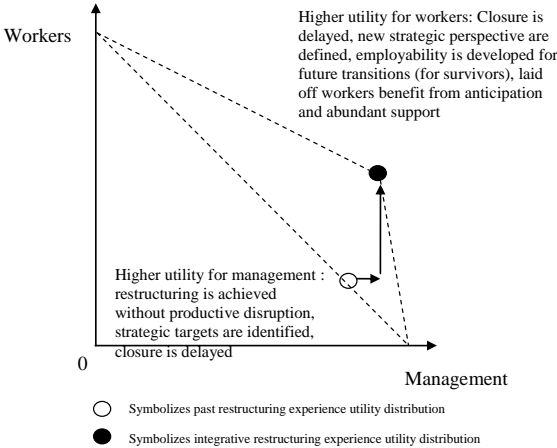 Higher utility for workers: Closure is
delayed, new strategic perspective are
defined, employability is developed for
future transitions (for survivors), laid
off workers benefit from anticipation
and abundant support
Workers
Higher utility for management :
restructuring is achieved
without productive disruption,
strategic targets are identified,
closure is delayed
0
Management
Symbolizes past restructuring experience utility distribution
Symbolizes integrative restructuring experience utility distribution